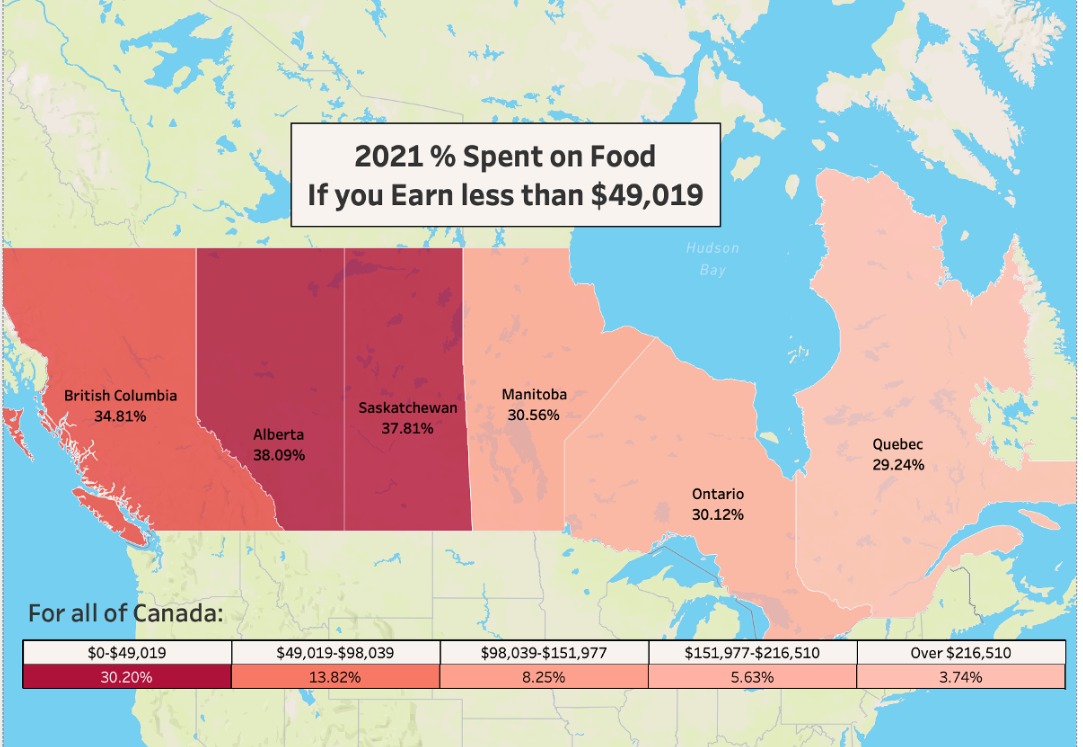 2021 % Spent on Food
If you Earn less than $49,019
Hudson
Bay
British Columbia
34.81%
Alberta
38.09%
Saskatchewan
37.81%
Manitoba
30.56%
Ontario
30.12%
Quebec
29.24%
For all of Canada:
$0-$49,019 $49,019-$98,039 $98,039-$151,977 $151,977-$216,510 Over $216,510
30.20% 13.82% 8.25% 5.63% 3.74%